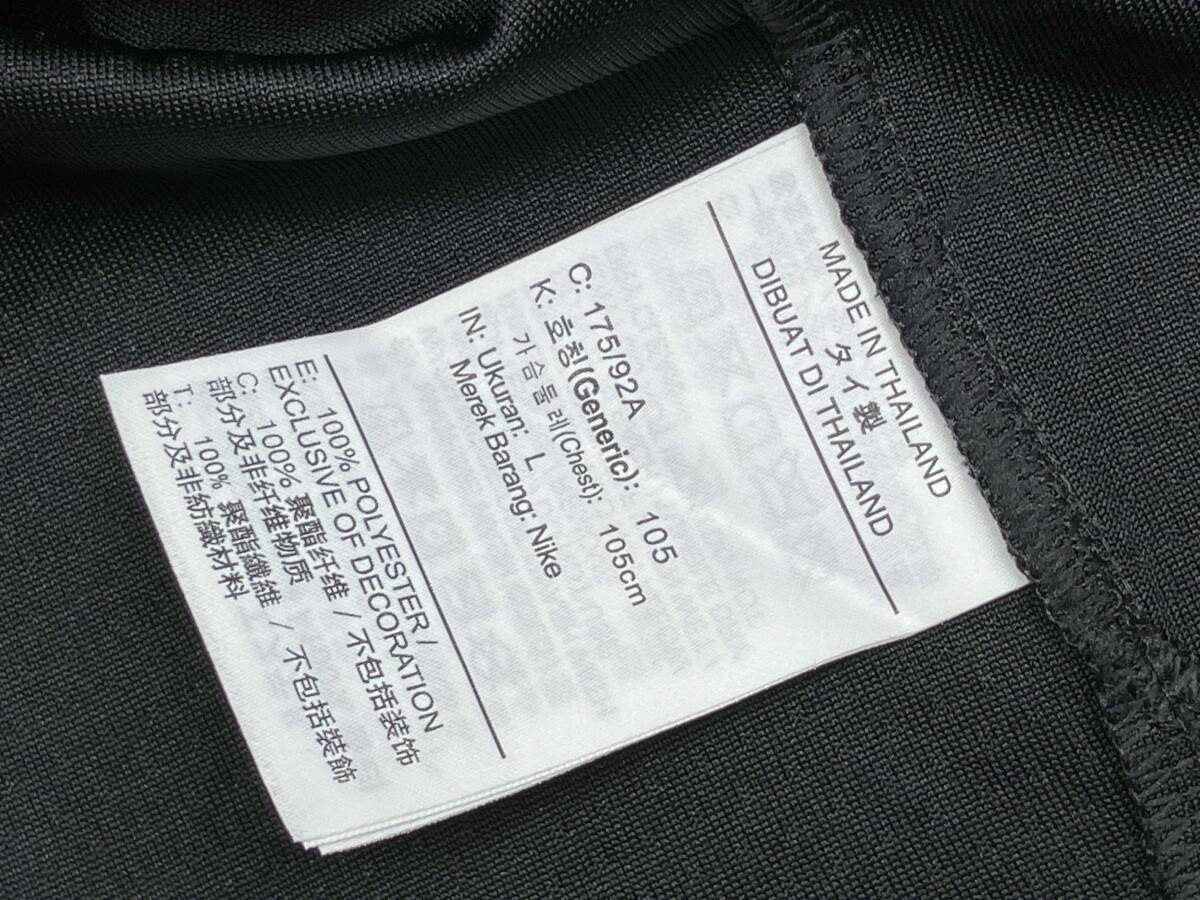 MADE IN THAILAND
タイ製
DIBUAT DI THAILAND
C: 175/92A
K: 호칭(Generic): 105
가슴둘레(Chest): 105cm
IN: Ukuran: L
Merek Barang: Nike
E: 100% POLYESTER /
EXCLUSIVE OF DECORATION
C: 100% 聚酯纤维 / 不包括装饰
部分及非纤维物质
T: 100% 聚酯纖維 / 不包括裝飾
部分及非紡織材料